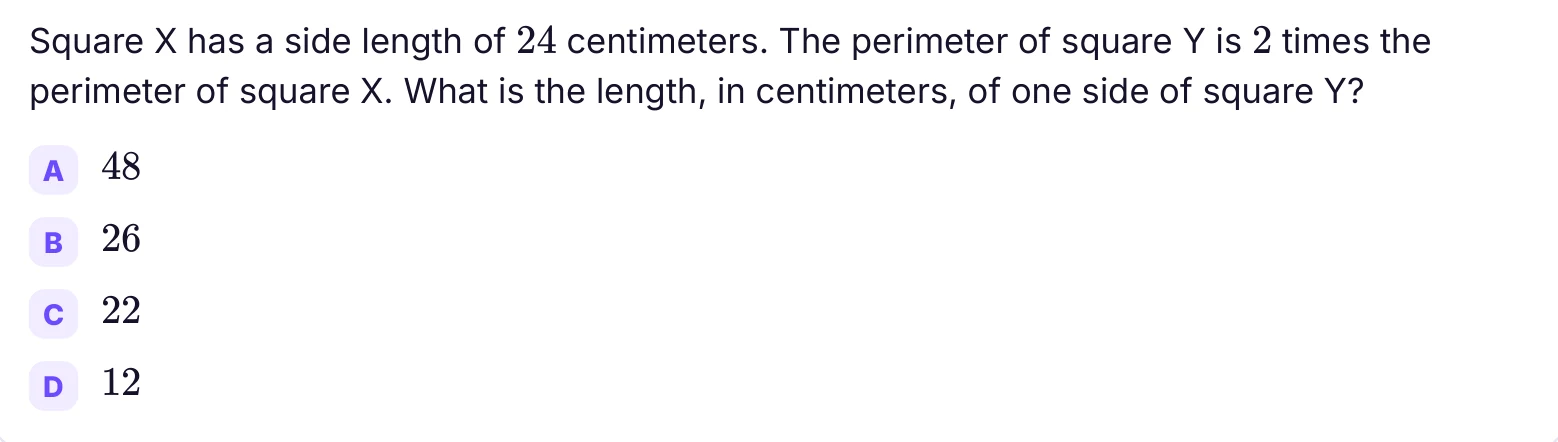 Square X has a side length of 24 centimeters. The perimeter of square Y is 2 times the
perimeter of square X. What is the length, in centimeters, of one side of square Y?
A 48
B 26
C 22
D 12